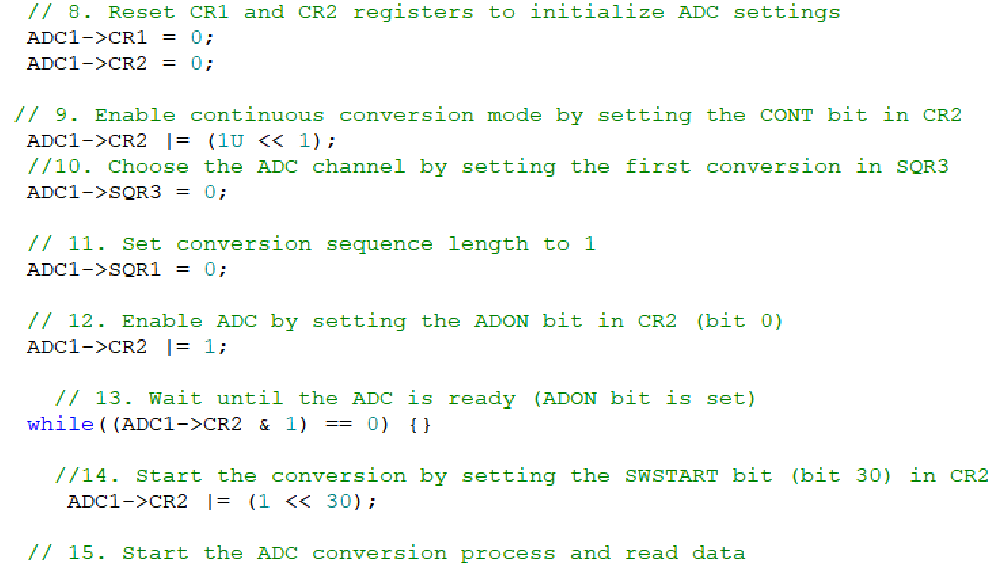 // 8. Reset CR1 and CR2 registers to initialize ADC settings
ADC1->CR1 = 0;
ADC1->CR2 = 0;
// 9. Enable continuous conversion mode by setting the CONT bit in CR2
ADC1->CR2 |= (1U << 1);
//10. Choose the ADC channel by setting the first conversion in SQR3
ADC1->SQR3 = 0;
// 11. Set conversion sequence length to 1
ADC1->SQR1 = 0;
// 12. Enable ADC by setting the ADON bit in CR2 (bit 0)
ADC1->CR2 |= 1;
// 13. Wait until the ADC is ready (ADON bit is set)
while((ADC1->CR2 & 1) == 0) {}
//14. Start the conversion by setting the SWSTART bit (bit 30) in CR2
ADC1->CR2 |= (1 << 30);
// 15. Start the ADC conversion process and read data